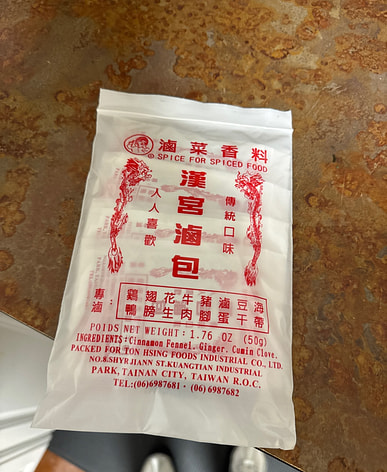 滷菜香料
® SPICE FOR SPICED FOOD
漢宮滷包
傳統口味
人人喜歡
專滷：
鷄鴨 翅膀 花生 牛肉 豬腳 滷蛋 豆干 海帶
POIDS NET WEIGHT: 1.76 OZ (50g)
INGREDIENTS:Cinnamon Fennel, Ginger, Cumin Clove.
PACKED FOR TON HSING FOODS INDUSTRIAL CO., LTD.
NO.8.SHYR JIANN ST.KUANGTIAN INDUSTRIAL
PARK, TAINAN CITY, TAIWAN R.O.C.
TEL:(06)6987681 · (06)6987682